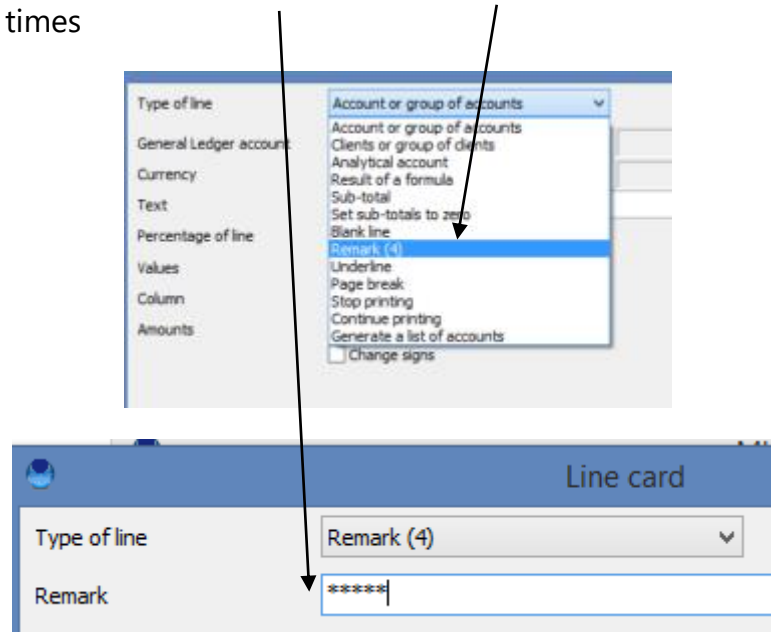 times
Type of line Account or group of accounts
Account or group of accounts
General Ledger account Clients or group of clients
Analytical account
Currency Result of a formula
Sub-total
Text Set sub-totals to zero
Blank line
Percentage of line Remark (4)
Values Underline
Page break
Column Stop printing
Continue printing
Amounts Generate a list of accounts
Change signs
Line card
Type of line Remark (4)
Remark *****